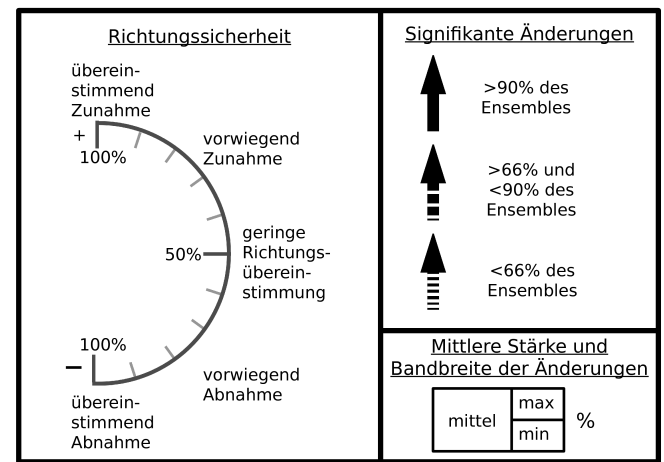 Richtungssicherheit
überein-
stimmend
Zunahme
+
100%
vorwiegend
Zunahme
50%
geringe
Richtungs-
überein-
stimmung
100%
−
vorwiegend
Abnahme
überein-
stimmend
Abnahme
Signifikante Änderungen
>90% des
Ensembles
>66% und
<90% des
Ensembles
<66% des
Ensembles
Mittlere Stärke und
Bandbreite der Änderungen
mittel
max
min
%